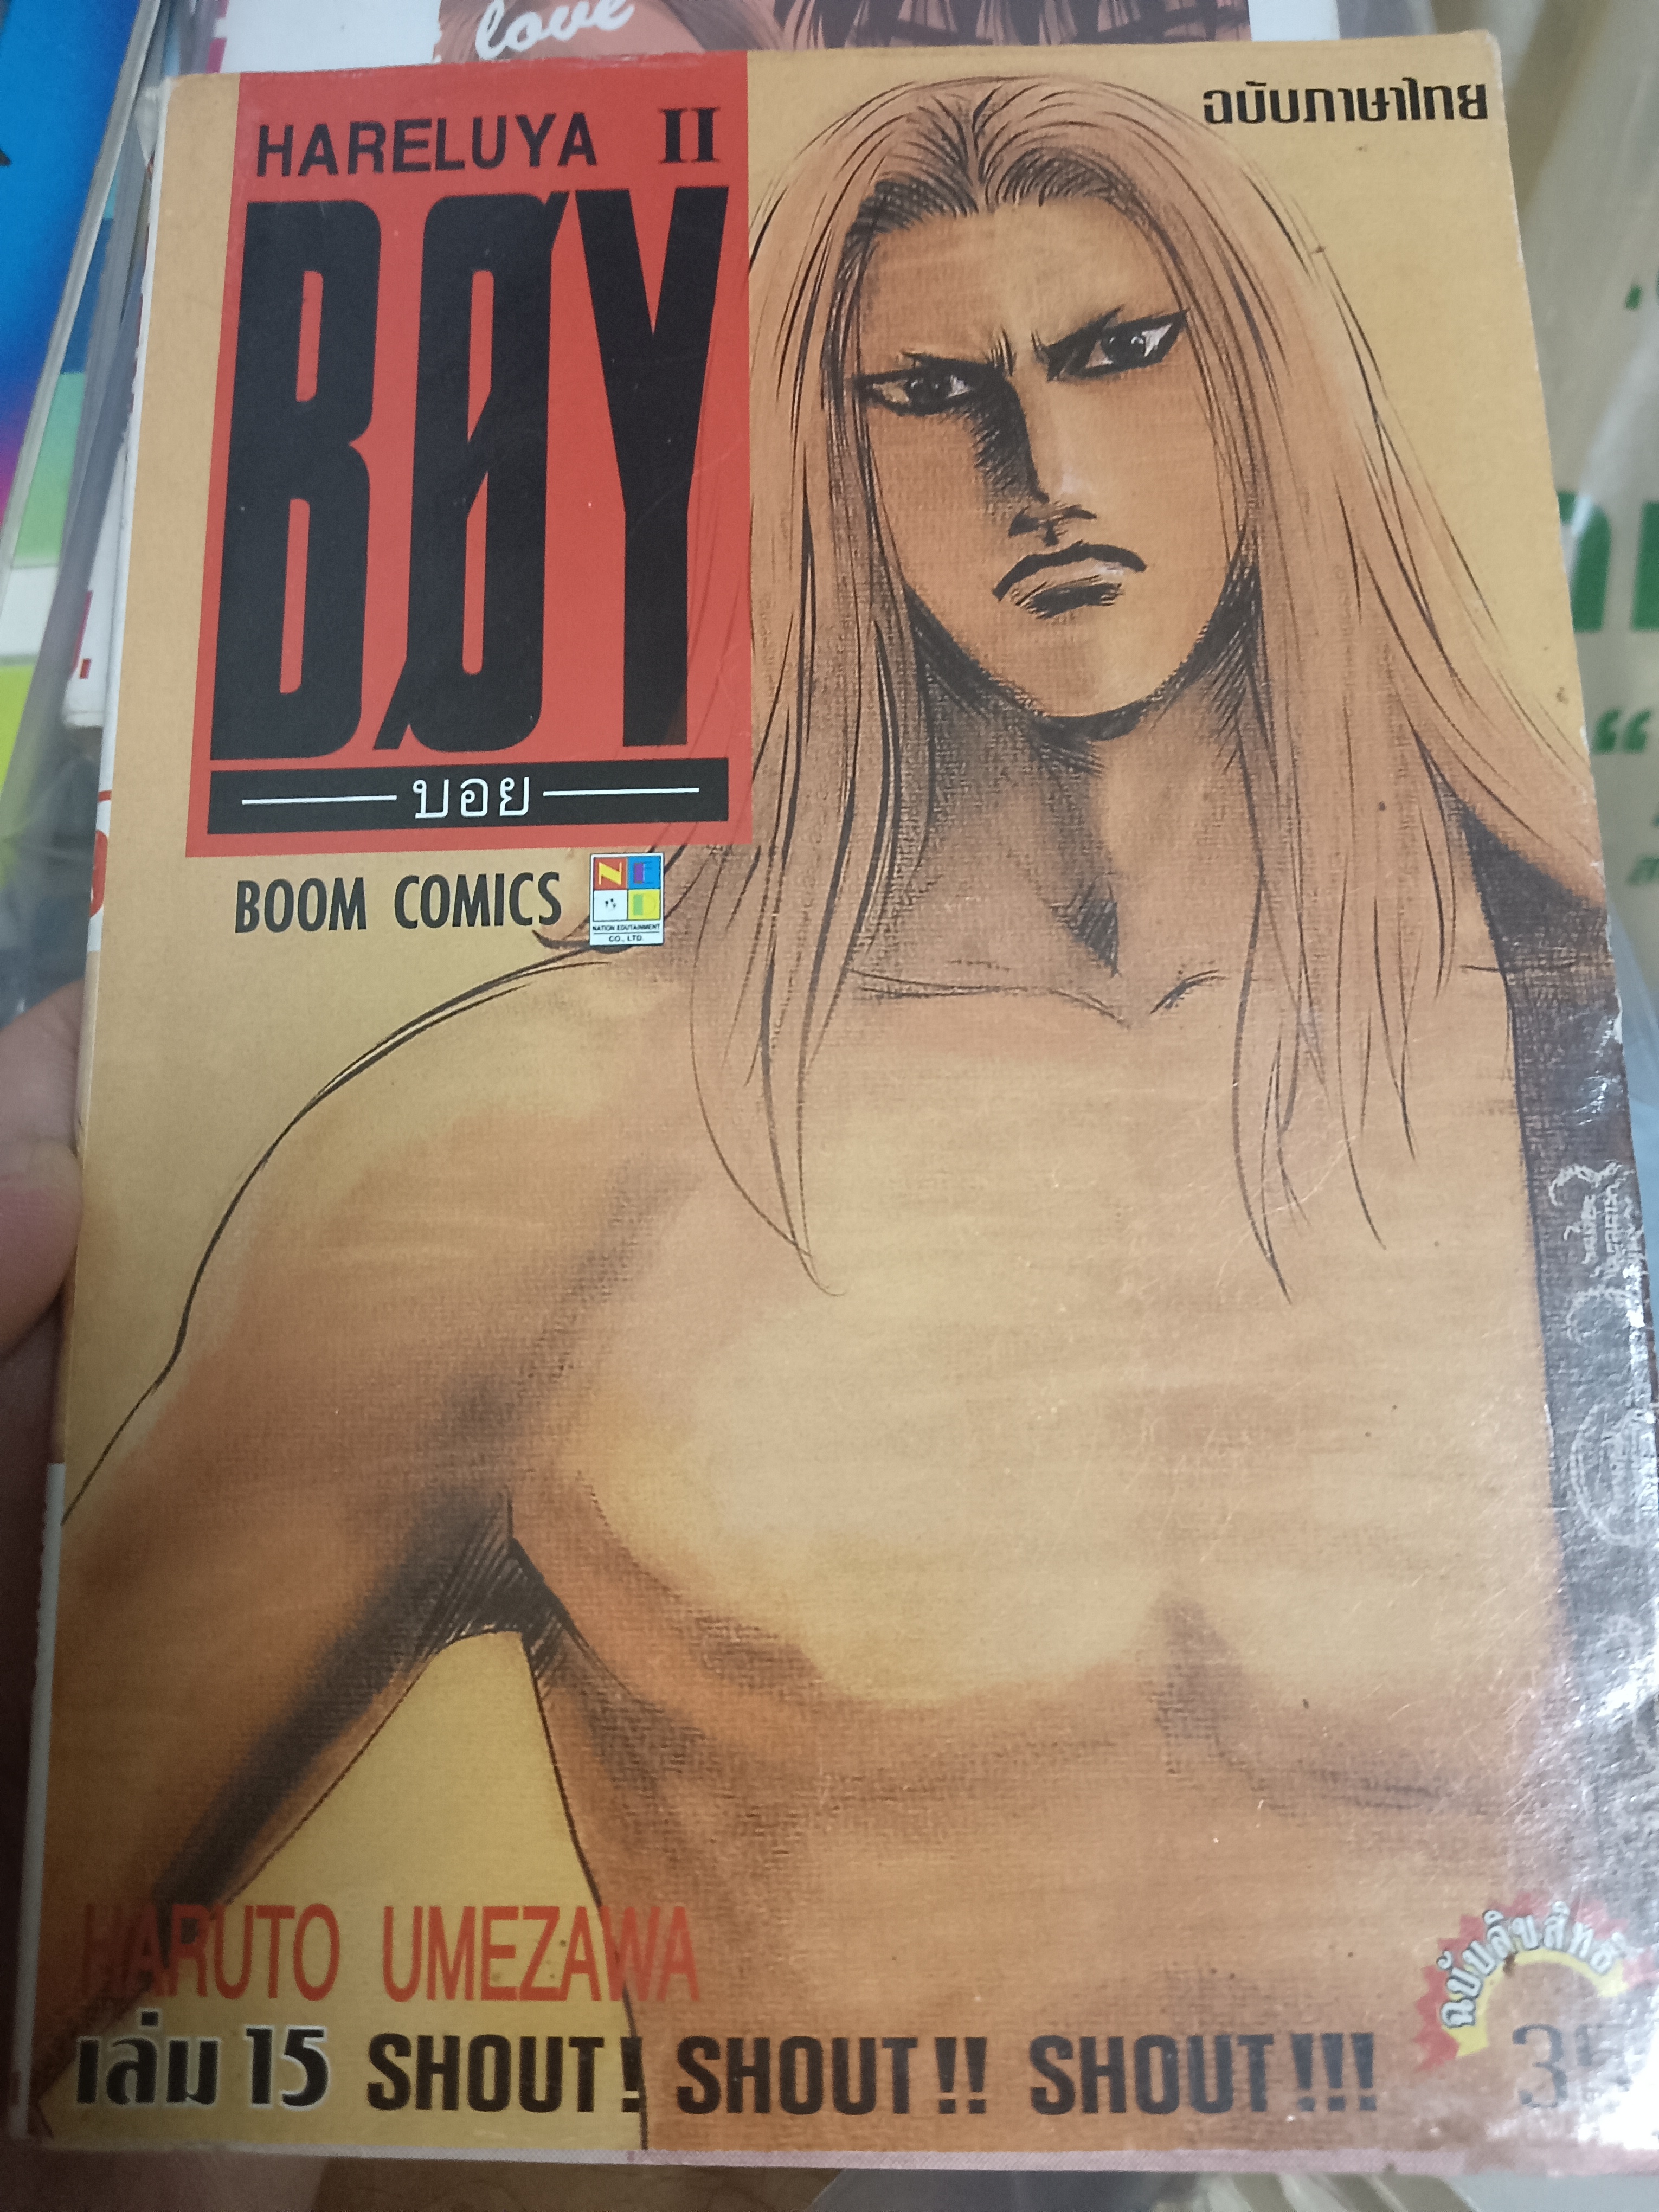 love
ฉบับภาษาไทย
HARELUYA II
BØY
บอย
BOOM COMICS
N E
D
NATION EDUTAINMENT
CO., LTD.
HARUTO UMEZAWA
ฉบับลิขสิทธิ์
เล่ม 15 SHOUT! SHOUT!! SHOUT!!!